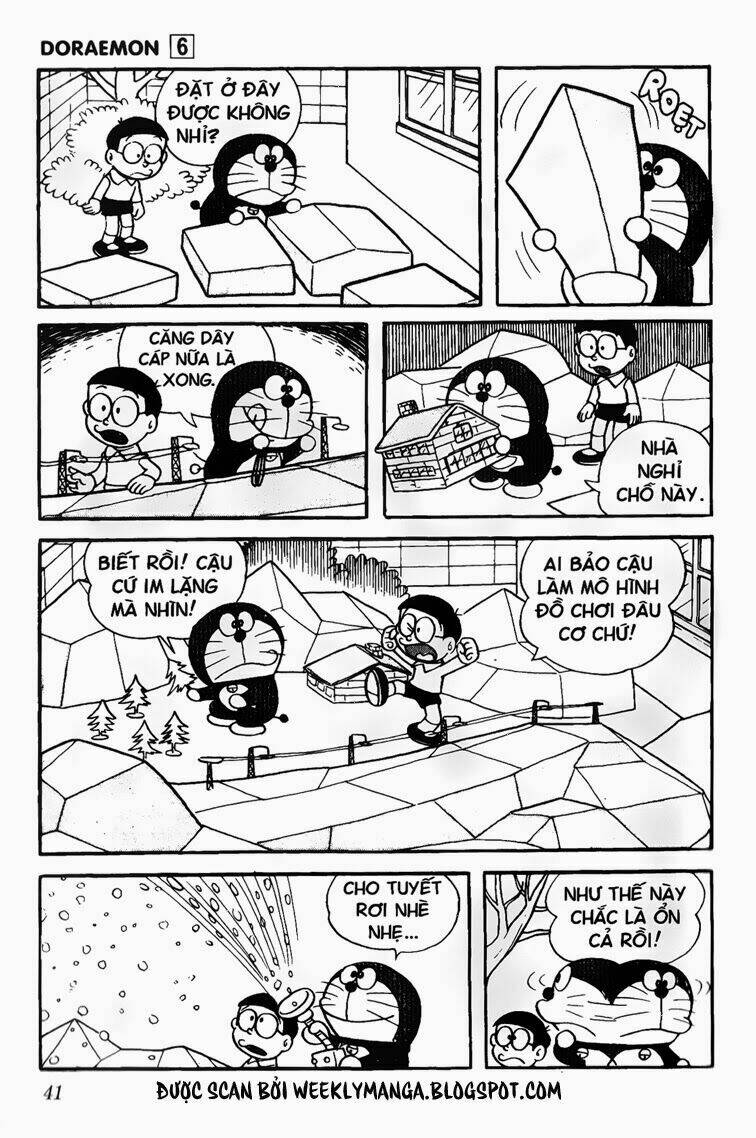 DORAEMON 6
ĐẶT Ở ĐÂY
ĐƯỢC KHÔNG
NHỈ?
ROẸT
CĂNG DÂY
CÁP NỮA LÀ
XONG.
NHÀ
NGHỈ
CHỖ NÀY.
BIẾT RỒI! CẬU
CỨ IM LẶNG
MÀ NHÌN!
AI BẢO CẬU
LÀM MÔ HÌNH
ĐỒ CHƠI ĐÂU
CƠ CHỨ!
CHO TUYẾT
RƠI NHÈ
NHẸ...
NHƯ THẾ NÀY
CHẮC LÀ ỔN
CẢ RỒI!
41
ĐƯỢC SCAN BỞI WEEKLYMANGA.BLOGSPOT.COM